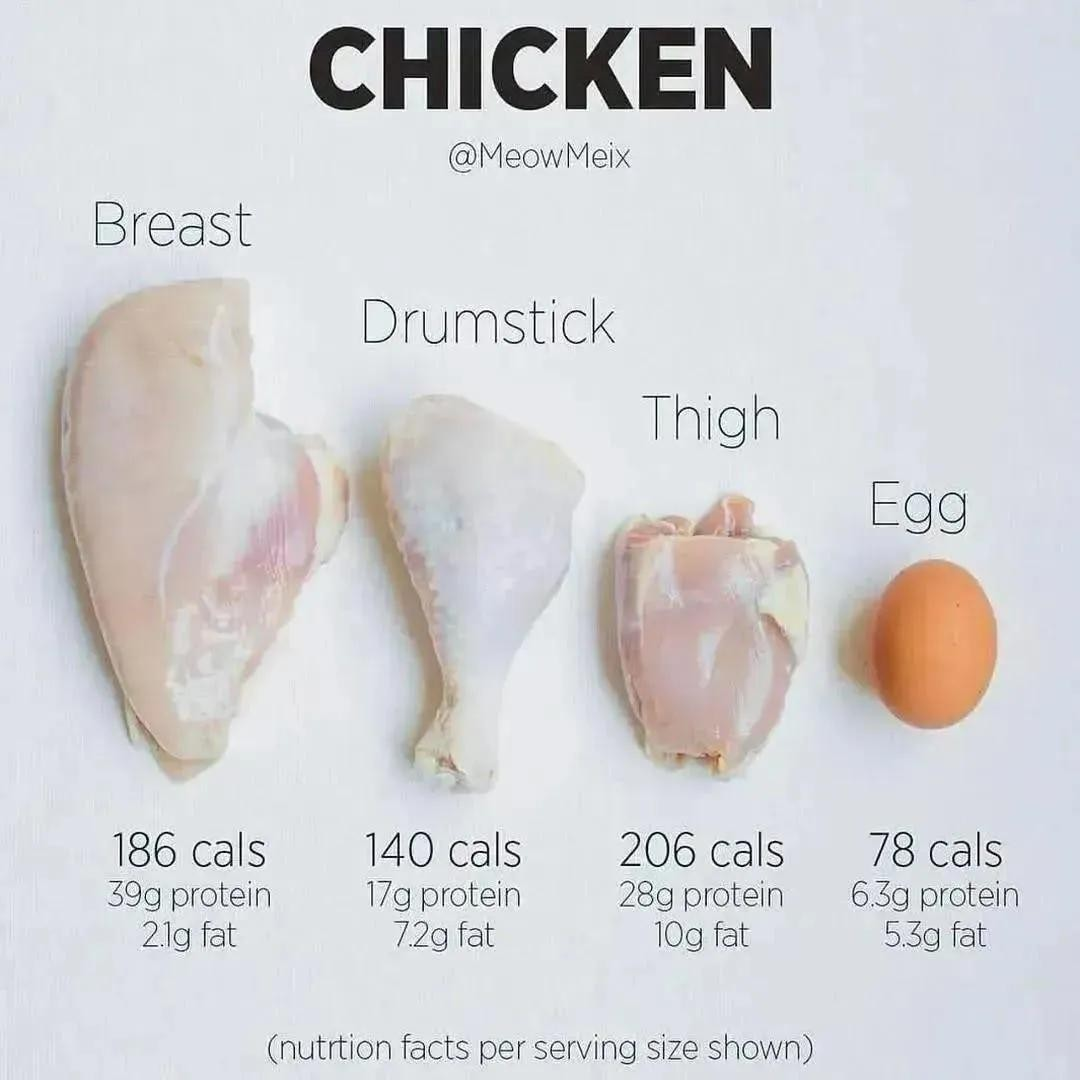 CHICKEN
@MeowMeix
Breast
Drumstick
Thigh
Egg
186 cals
39g protein
2.1g fat
140 cals
17g protein
7.2g fat
206 cals
28g protein
10g fat
78 cals
6.3g protein
5.3g fat
(nutrtion facts per serving size shown)